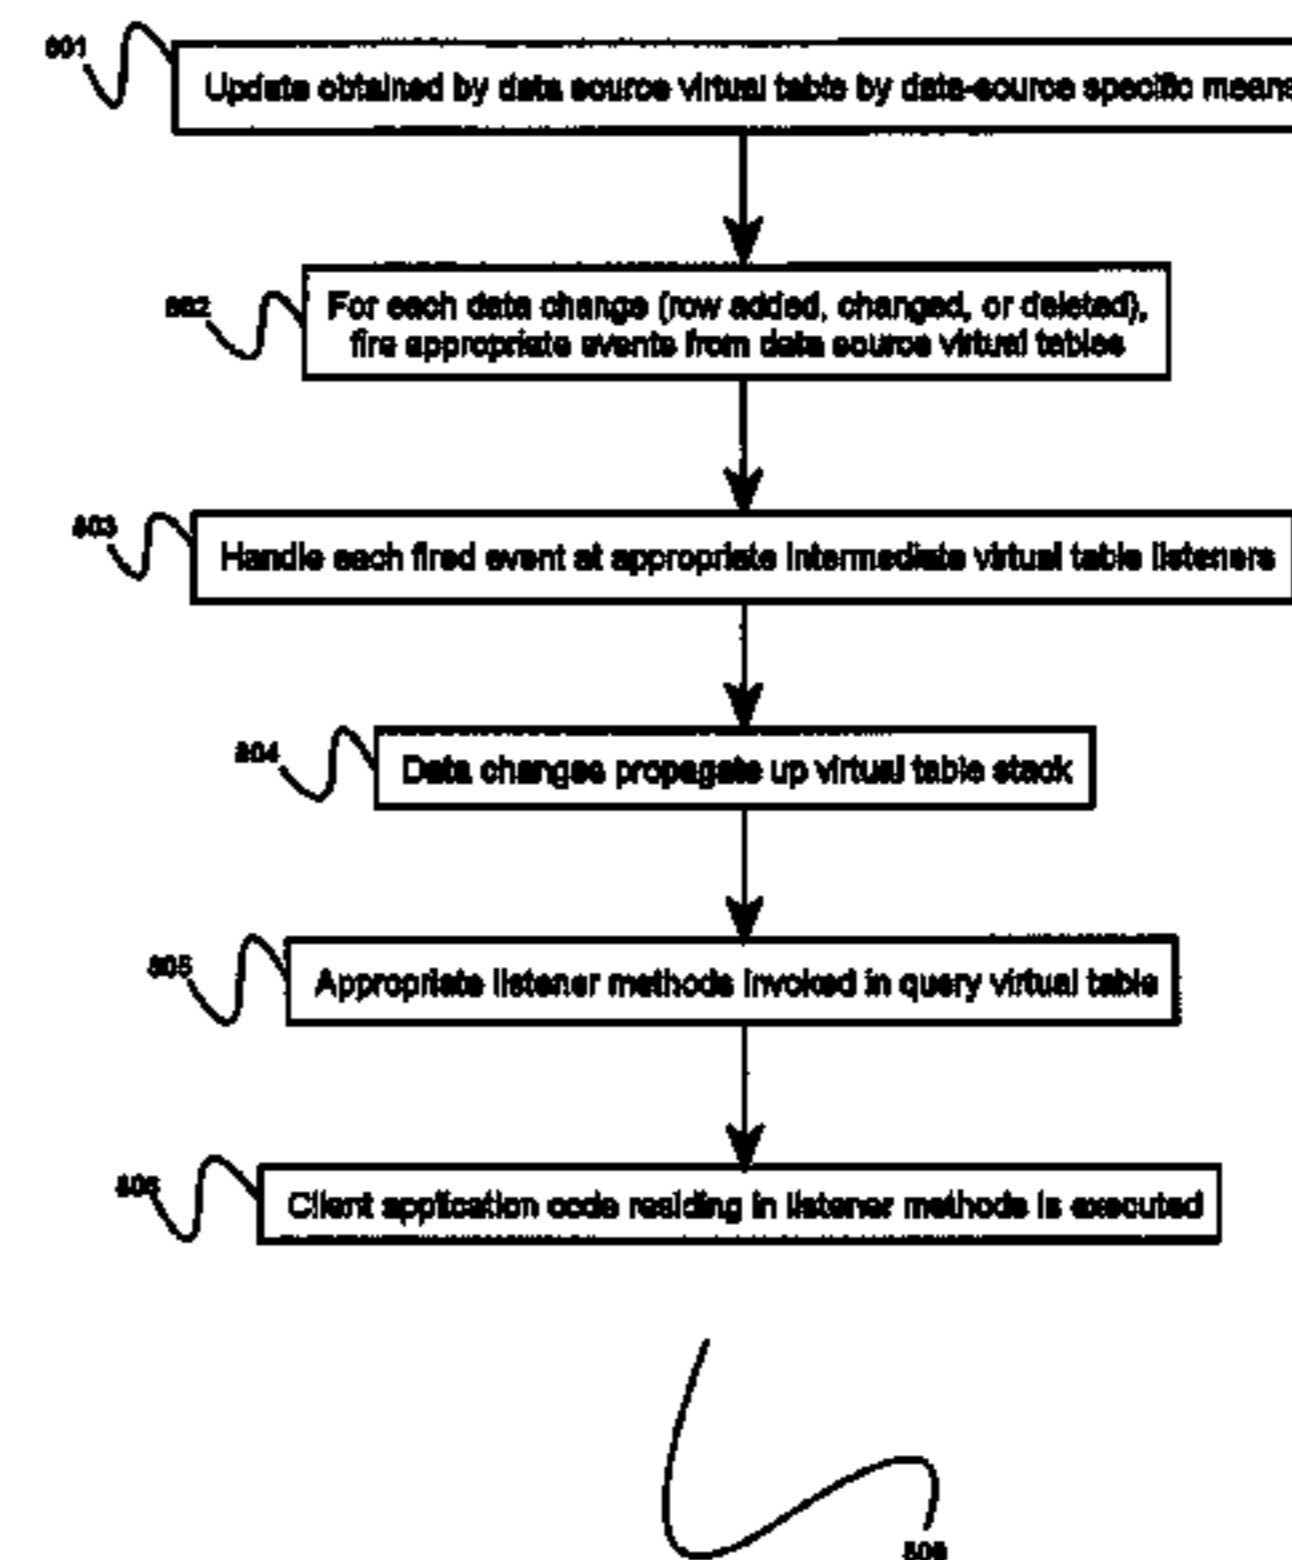 801
Update obtained by data source virtual table by data-source specific means
802
For each data change (row added, changed, or deleted),
fire appropriate events from data source virtual tables
803
Handle each fired event at appropriate intermediate virtual table listeners
804
Data changes propagate up virtual table stack
805
Appropriate listener methods invoked in query virtual table
806
Client application code residing in listener methods is executed